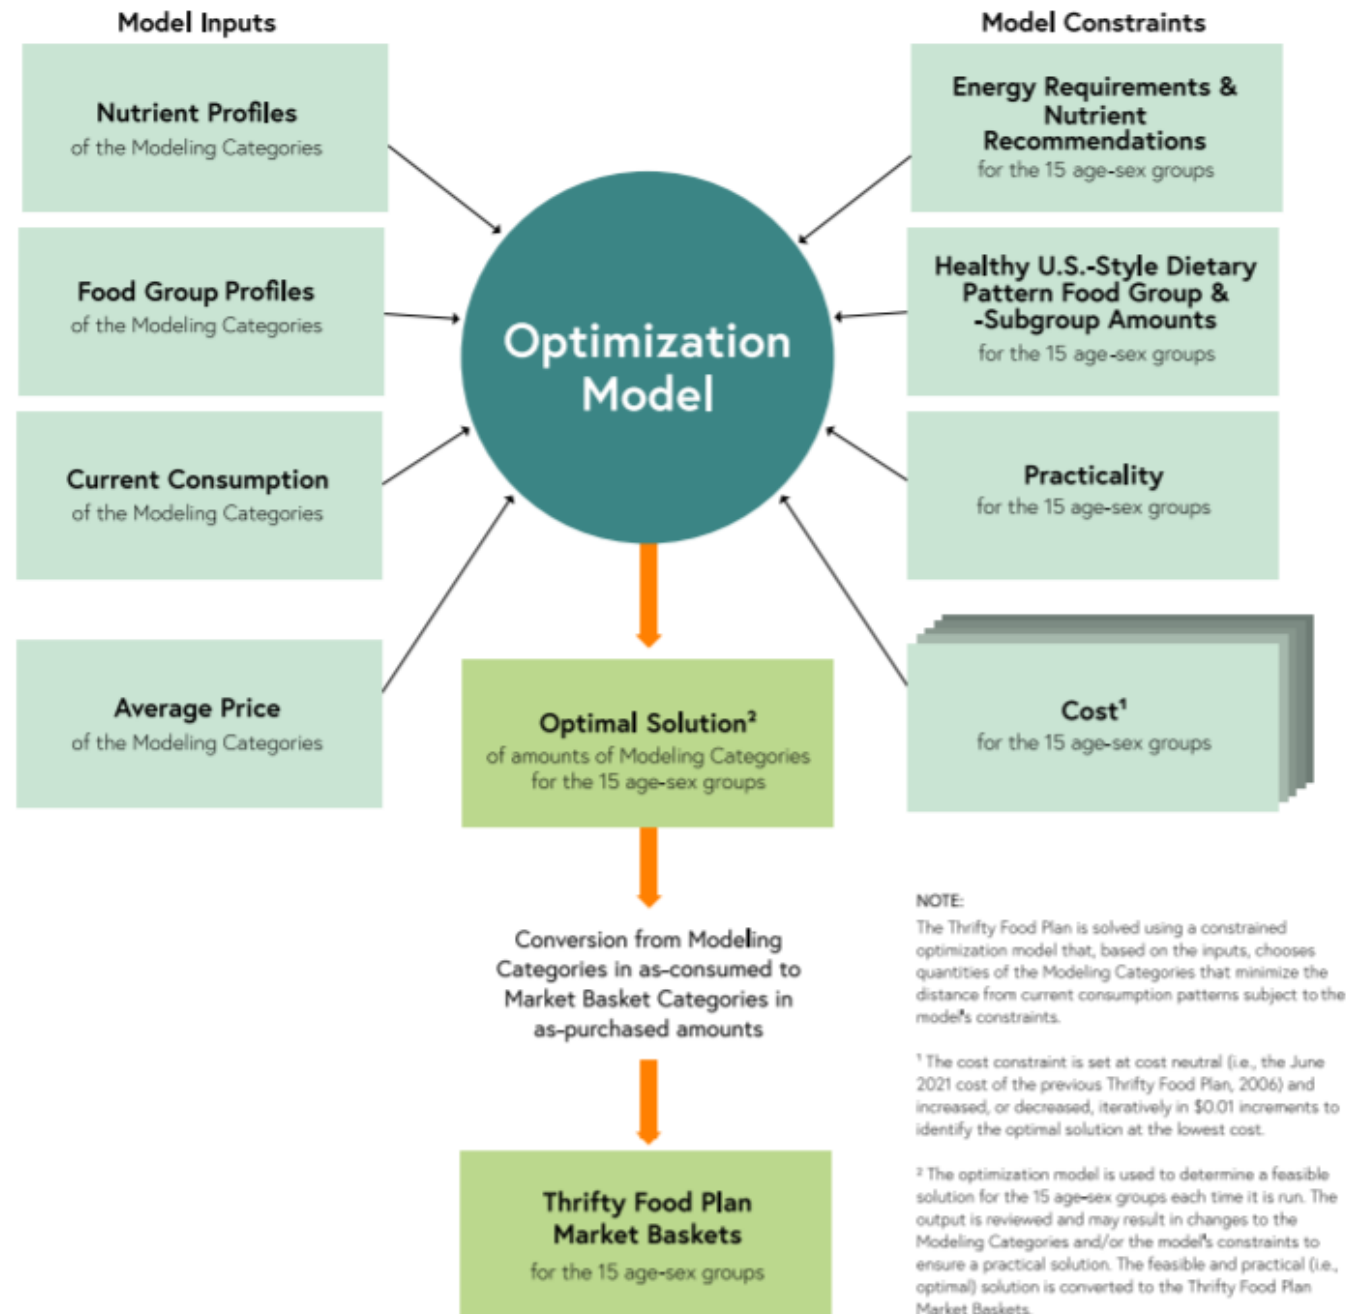 Model Inputs
Nutrient Profiles
of the Modeling Categories
Food Group Profiles
of the Modeling Categories
Current Consumption
of the Modeling Categories
Average Price
of the Modeling Categories
Optimization
Model
Model Constraints
Energy Requirements &
Nutrient
Recommendations
for the 15 age-sex groups
Healthy U.S.-Style Dietary
Pattern Food Group &
-Subgroup Amounts
for the 15 age-sex groups
Practicality
for the 15 age-sex groups
Cost¹
for the 15 age-sex groups
Optimal Solution²
of amounts of Modeling Categories
for the 15 age-sex groups
Conversion from Modeling
Categories in as-consumed to
Market Basket Categories in
as-purchased amounts
Thrifty Food Plan
Market Baskets
for the 15 age-sex groups
NOTE:
The Thrifty Food Plan is solved using a constrained
optimization model that, based on the inputs, chooses
quantities of the Modeling Categories that minimize the
distance from current consumption patterns subject to the
model's constraints.
¹ The cost constraint is set at cost neutral (i.e., the June
2021 cost of the previous Thrifty Food Plan, 2006) and
increased, or decreased, iteratively in $0.01 increments to
identify the optimal solution at the lowest cost.
² The optimization model is used to determine a feasible
solution for the 15 age-sex groups each time it is run. The
output is reviewed and may result in changes to the
Modeling Categories and/or the model's constraints to
ensure a practical solution. The feasible and practical (i.e.,
optimal) solution is converted to the Thrifty Food Plan
Market Baskets.